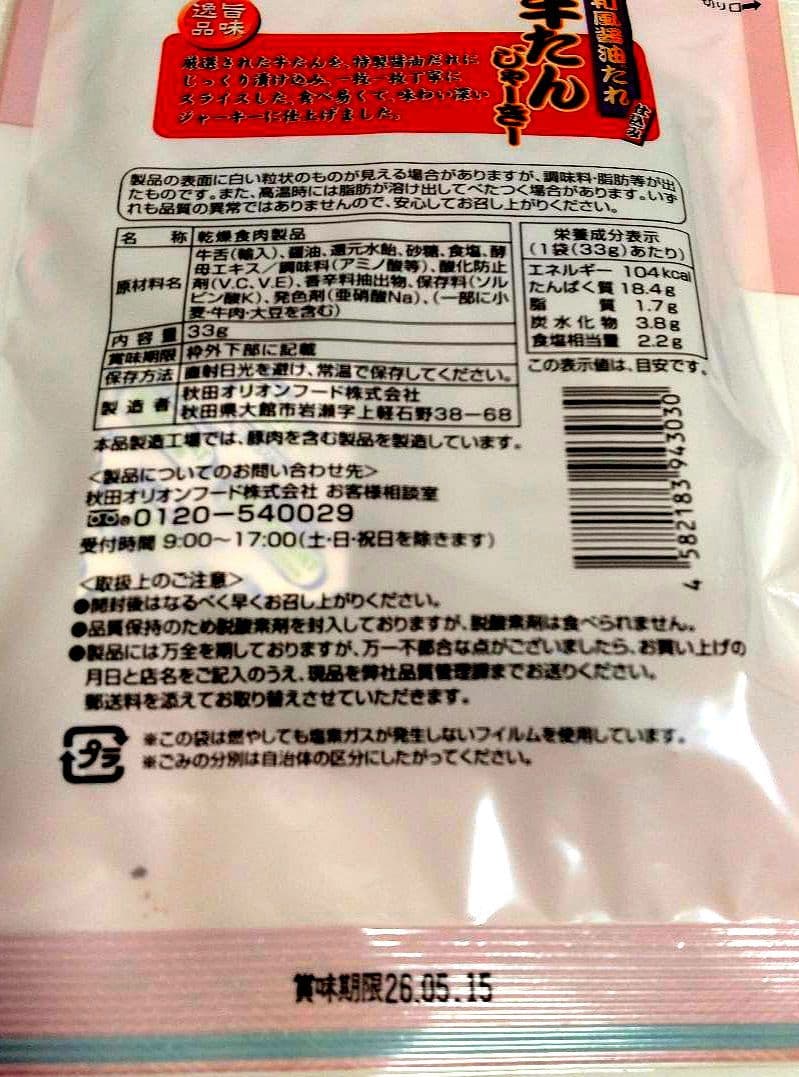 切り口
旨味
逸品
和風醤油たれ
仕込み
牛たん
じゃーきー
厳選された牛たんを、特製醤油だれに
じっくり漬け込み、一粒一枚丁寧に
スライスした、食べ易くて、味わい深い
ジャーキーに仕上げました。
製品の表面に白い粒状のものが見える場合がありますが、調味料・脂肪等が出
たものです。また、高温時には脂肪が溶け出してべたつく場合があります。いず
れも品質の異常ではありませんので、安心してお召し上がりください。
名 称 乾燥食肉製品
原材料名 牛舌(輸入)、醤油、還元水飴、砂糖、食塩、酵
母エキス/調味料(アミノ酸等)、酸化防止
剤(V.C、V.E)、香辛料抽出物、保存料(ソル
ビン酸K)、発色剤(亜硝酸Na)、(一部に小
麦・牛肉・大豆を含む)
内容量 33g
賞味期限 枠外下部に記載
保存方法 直射日光を避け、常温で保存してください。
製造者 秋田オリオンフード株式会社
秋田県大館市岩瀬字上軽石野38-68
栄養成分表示
(1袋(33g)あたり)
エネルギー 104kcal
たんぱく質 18.4g
脂質 1.7g
炭水化物 3.8g
食塩相当量 2.2g
この表示値は、目安です。
4 582183 943030
本品製造工場では、豚肉を含む製品を製造しています。
<製品についてのお問い合わせ先>
秋田オリオンフード株式会社 お客様相談室
0120-540029
受付時間 9:00~17:00(土・日・祝日を除きます)
<取扱上のご注意>
●開封後はなるべく早くお召し上がりください。
●品質保持のため脱酸素剤を封入しておりますが、脱酸素剤は食べられません。
●製品には万全を期しておりますが、万一不都合な点がございましたら、お買い上げの
月日と店名をご記入のうえ、現品を弊社品質管理課までお送りください。
郵送料を添えてお取り替えさせていただきます。
プラ
※この袋は燃やしても塩素ガスが発生しないフイルムを使用しています。
※ごみの分別は自治体の区分にしたがってください。
賞味期限26.05.15